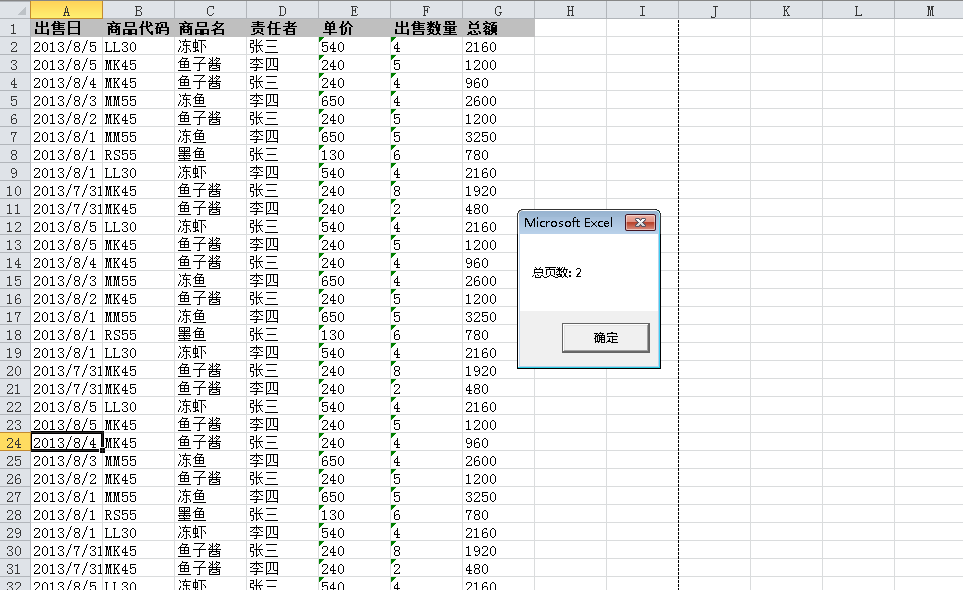 A B C D E F G H I J K L M
1 出售日 商品代码 商品名 责任者 单价 出售数量 总额
2 2013/8/5 LL30 冻虾 张三 540 4 2160
3 2013/8/5 MK45 鱼子酱 李四 240 5 1200
4 2013/8/4 MK45 鱼子酱 张三 240 4 960
5 2013/8/3 MM55 冻鱼 李四 650 4 2600
6 2013/8/2 MK45 鱼子酱 张三 240 5 1200
7 2013/8/1 MM55 冻鱼 李四 650 5 3250
8 2013/8/1 RS55 墨鱼 张三 130 6 780
9 2013/8/1 LL30 冻虾 李四 540 4 2160
10 2013/7/31 MK45 鱼子酱 张三 240 8 1920
11 2013/7/31 MK45 鱼子酱 李四 240 2 480
12 2013/8/5 LL30 冻虾 张三 540 4 2160
13 2013/8/5 MK45 鱼子酱 李四 240 5 1200
14 2013/8/4 MK45 鱼子酱 张三 240 4 960
15 2013/8/3 MM55 冻鱼 李四 650 4 2600
16 2013/8/2 MK45 鱼子酱 张三 240 5 1200
17 2013/8/1 MM55 冻鱼 李四 650 5 3250
18 2013/8/1 RS55 墨鱼 张三 130 6 780
19 2013/8/1 LL30 冻虾 李四 540 4 2160
20 2013/7/31 MK45 鱼子酱 张三 240 8 1920
21 2013/7/31 MK45 鱼子酱 李四 240 2 480
22 2013/8/5 LL30 冻虾 张三 540 4 2160
23 2013/8/5 MK45 鱼子酱 李四 240 5 1200
24 2013/8/4 MK45 鱼子酱 张三 240 4 960
25 2013/8/3 MM55 冻鱼 李四 650 4 2600
26 2013/8/2 MK45 鱼子酱 张三 240 5 1200
27 2013/8/1 MM55 冻鱼 李四 650 5 3250
28 2013/8/1 RS55 墨鱼 张三 130 6 780
29 2013/8/1 LL30 冻虾 李四 540 4 2160
30 2013/7/31 MK45 鱼子酱 张三 240 8 1920
31 2013/7/31 MK45 鱼子酱 李四 240 2 480
32 2013/8/5 LL30 冻虾 张三 540 4 2160
Microsoft Excel
总页数: 2
确定